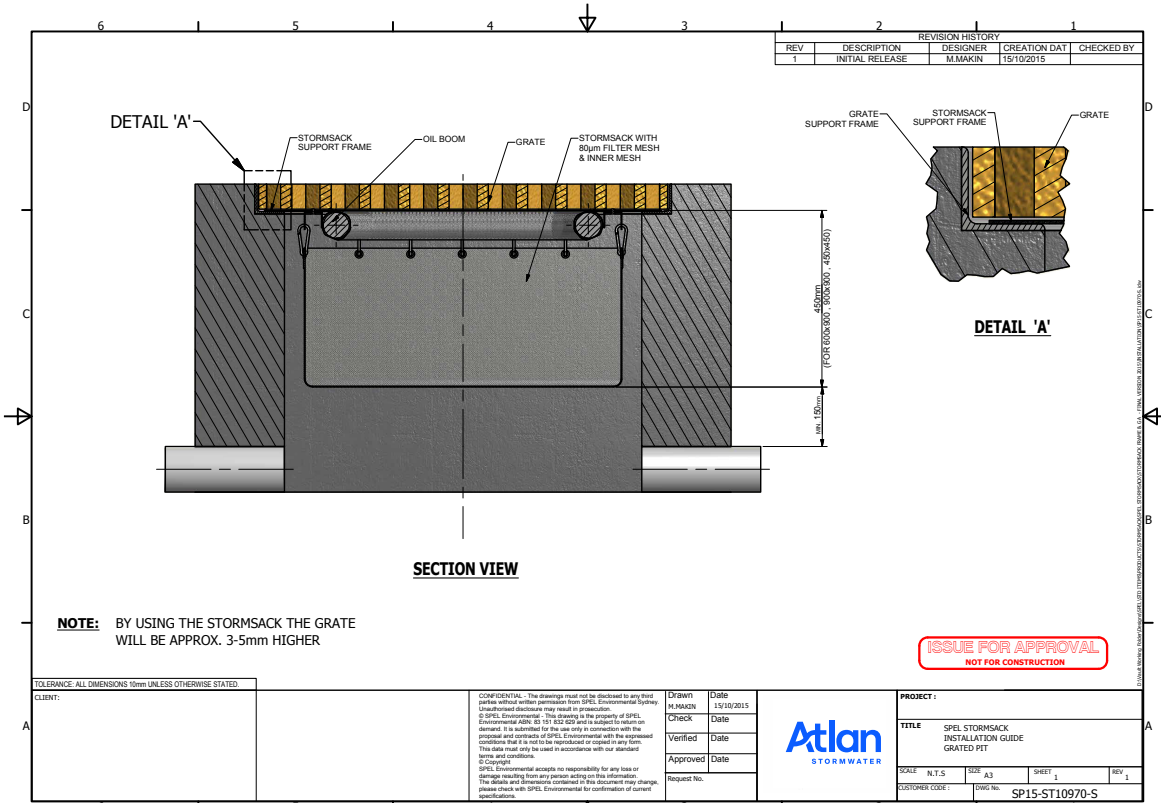 6
5
4
3
2
1
REVISION HISTORY
REV DESCRIPTION DESIGNER CREATION DAT CHECKED BY
1 INITIAL RELEASE M.MAKIN 15/10/2015
D
D
DETAIL 'A'
STORMSACK
SUPPORT FRAME
OIL BOOM
GRATE
STORMSACK WITH
80µm FILTER MESH
& INNER MESH
GRATE
SUPPORT FRAME
STORMSACK
SUPPORT FRAME
GRATE
450mm
(FOR 600x900 , 900x900 , 450x450)
MIN. 150mm
C
C
DETAIL 'A'
B
B
SECTION VIEW
NOTE: BY USING THE STORMSACK THE GRATE
WILL BE APPROX. 3-5mm HIGHER
ISSUE FOR APPROVAL
NOT FOR CONSTRUCTION
TOLERANCE: ALL DIMENSIONS 10mm UNLESS OTHERWISE STATED.
CLIENT:
A
A
CONFIDENTIAL - The drawings must not be disclosed to any third
parties without written permission from SPEL Environmental Sydney.
Unauthorised disclosure may result in prosecution.
© SPEL Environmental - This drawing is the property of SPEL
Environmental ABN: 83 151 832 629 and is subject to return on
demand. It is submitted for the use only in connection with the
proposal and contracts of SPEL Environmental with the expressed
conditions that it is not to be reproduced or copied in any form.
This data must only be used in accordance with our standard
terms and conditions.
© Copyright
SPEL Environmental accepts no responsibility for any loss or
damage resulting from any person acting on this information.
The details and dimensions contained in this document may change,
please check with SPEL Environmental for confirmation of current
specifications.
Drawn Date
M.MAKIN 15/10/2015
Check Date
Verified Date
Approved Date
Request No.
Atlan
STORMWATER
PROJECT :
TITLE SPEL STORMSACK
INSTALLATION GUIDE
GRATED PIT
SCALE N.T.S SIZE A3 SHEET 1 REV 1
CUSTOMER CODE : DWG No. SP15-ST10970-S